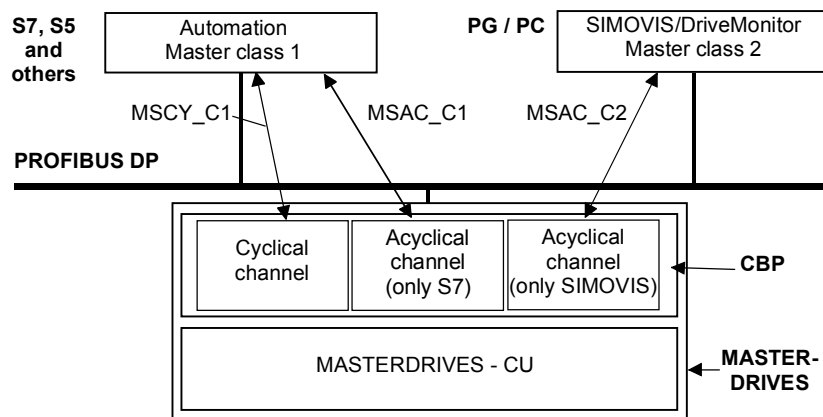 S7, S5
and
others
Automation
Master class 1
PG / PC
SIMOVIS/DriveMonitor
Master class 2
MSCY_C1
MSAC_C1
MSAC_C2
PROFIBUS DP
Cyclical
channel
Acyclical
channel
(only S7)
Acyclical
channel
(only SIMOVIS)
CBP
MASTERDRIVES - CU
MASTER-
DRIVES